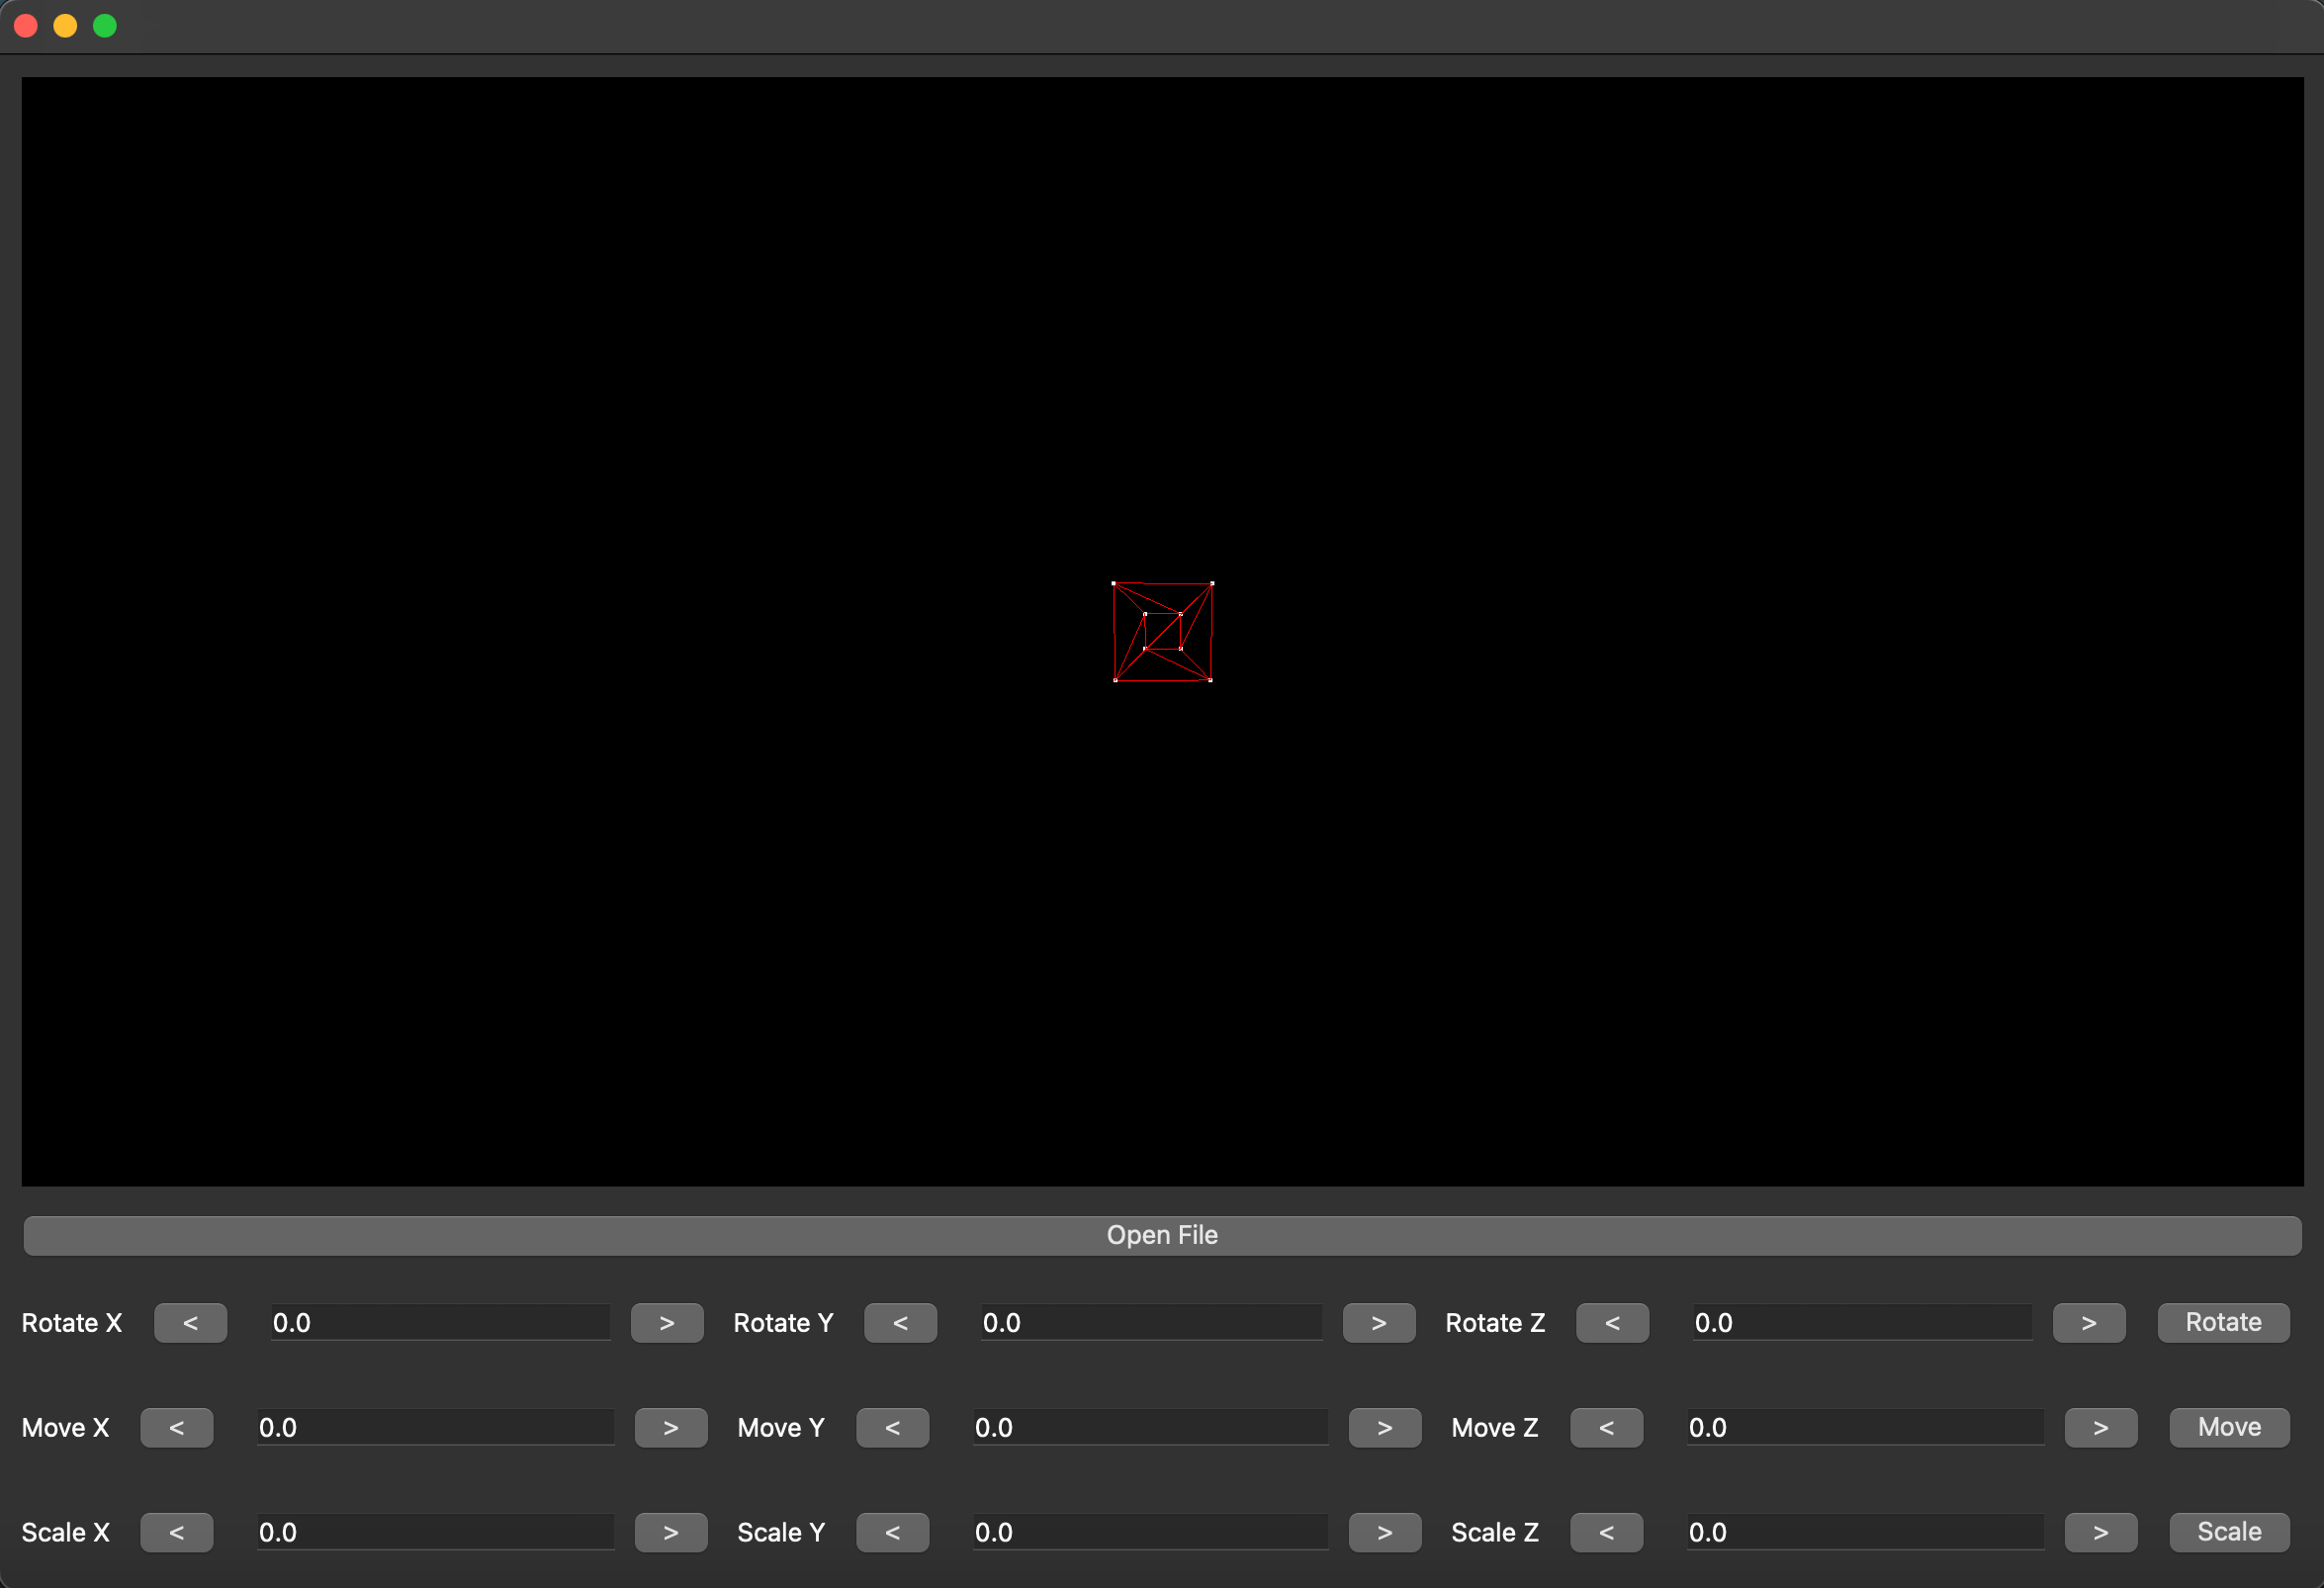 Open File
Rotate X < 0.0 > Rotate Y < 0.0 > Rotate Z < 0.0 > Rotate
Move X < 0.0 > Move Y < 0.0 > Move Z < 0.0 > Move
Scale X < 0.0 > Scale Y < 0.0 > Scale Z < 0.0 > Scale